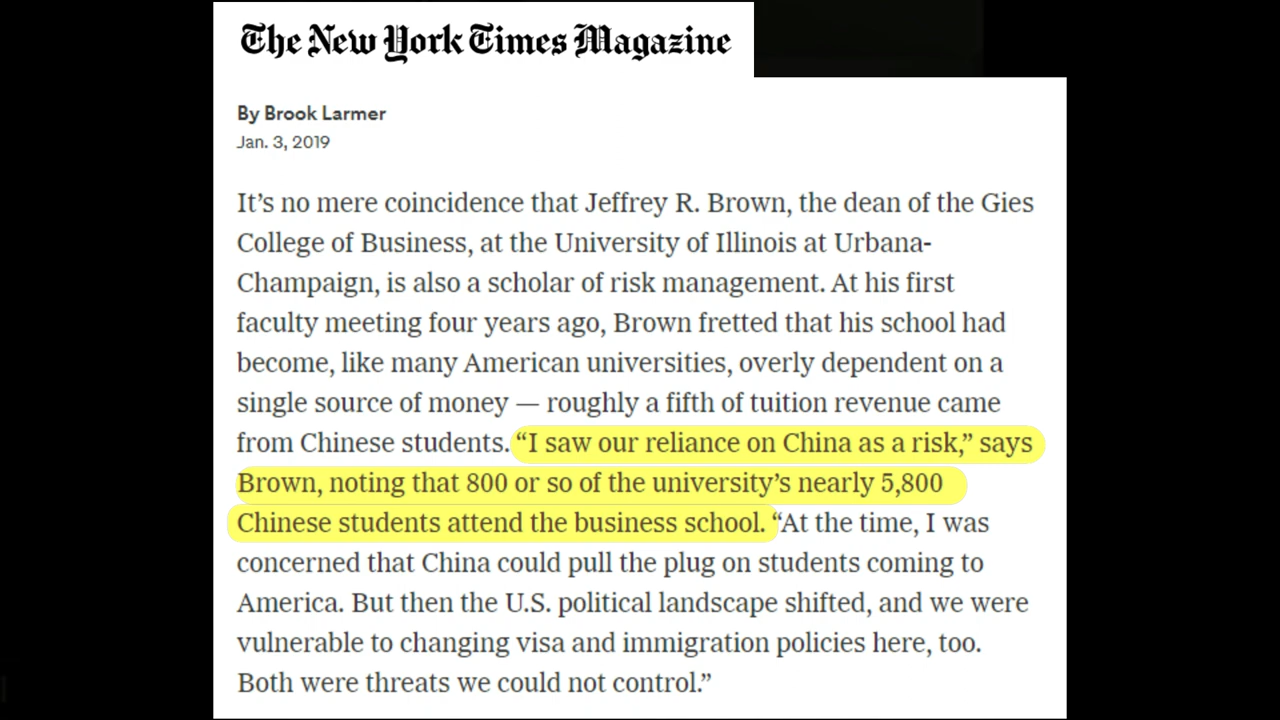 The New York Times Magazine
By Brook Larmer
Jan. 3, 2019
It’s no mere coincidence that Jeffrey R. Brown, the dean of the Gies
College of Business, at the University of Illinois at Urbana-
Champaign, is also a scholar of risk management. At his first
faculty meeting four years ago, Brown fretted that his school had
become, like many American universities, overly dependent on a
single source of money — roughly a fifth of tuition revenue came
from Chinese students. “I saw our reliance on China as a risk,” says
Brown, noting that 800 or so of the university’s nearly 5,800
Chinese students attend the business school. “At the time, I was
concerned that China could pull the plug on students coming to
America. But then the U.S. political landscape shifted, and we were
vulnerable to changing visa and immigration policies here, too.
Both were threats we could not control.”